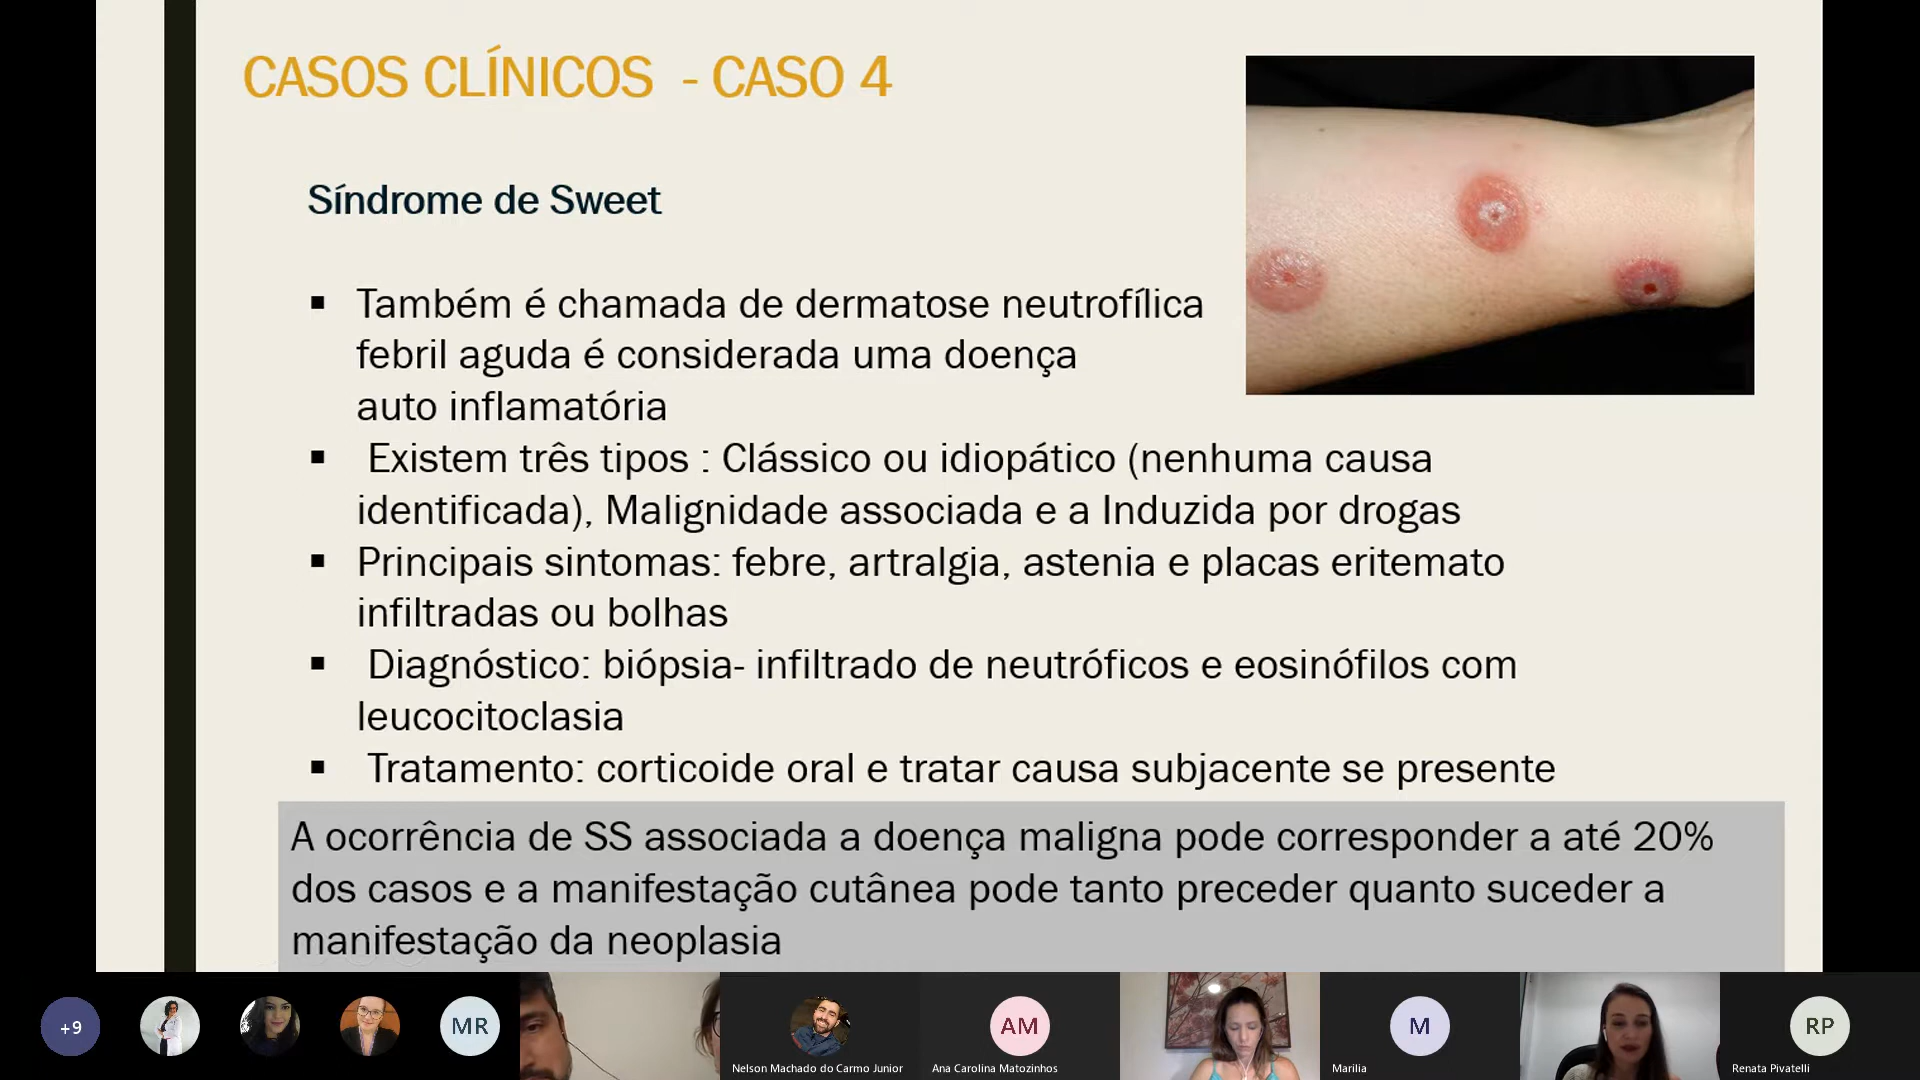 CASOS CLÍNICOS - CASO 4
Síndrome de Sweet
▪ Também é chamada de dermatose neutrofílica
febril aguda é considerada uma doença
auto inflamatória
▪ Existem três tipos : Clássico ou idiopático (nenhuma causa
identificada), Malignidade associada e a Induzida por drogas
▪ Principais sintomas: febre, artralgia, astenia e placas eritemato
infiltradas ou bolhas
▪ Diagnóstico: biópsia- infiltrado de neutróficos e eosinófilos com
leucocitoclasia
▪ Tratamento: corticoide oral e tratar causa subjacente se presente
A ocorrência de SS associada a doença maligna pode corresponder a até 20%
dos casos e a manifestação cutânea pode tanto preceder quanto suceder a
manifestação da neoplasia
+9
MR
AM
M
RP
Nelson Machado do Carmo Junior
Ana Carolina Matozinhos
Marilia
Renata Pivatelli